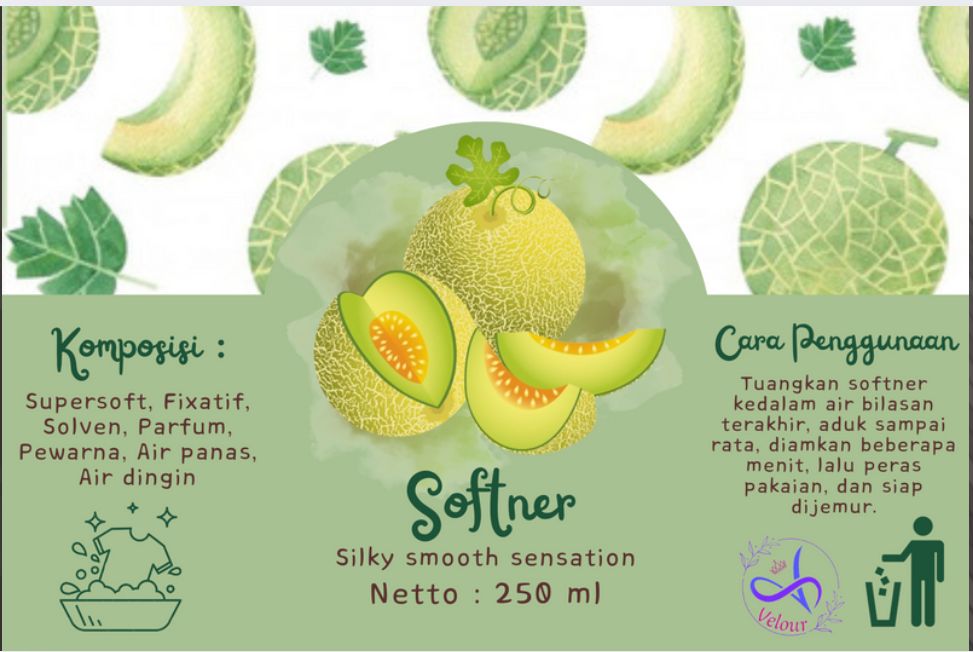 Komposisi :
Supersoft, Fixatif,
Solven, Parfum,
Pewarna, Air panas,
Air dingin
Softner
Silky smooth sensation
Netto : 250 ml
Cara Penggunaan
Tuangkan softner
kedalam air bilasan
terakhir, aduk sampai
rata, diamkan beberapa
menit, lalu peras
pakaian, dan siap
dijemur.
Velour